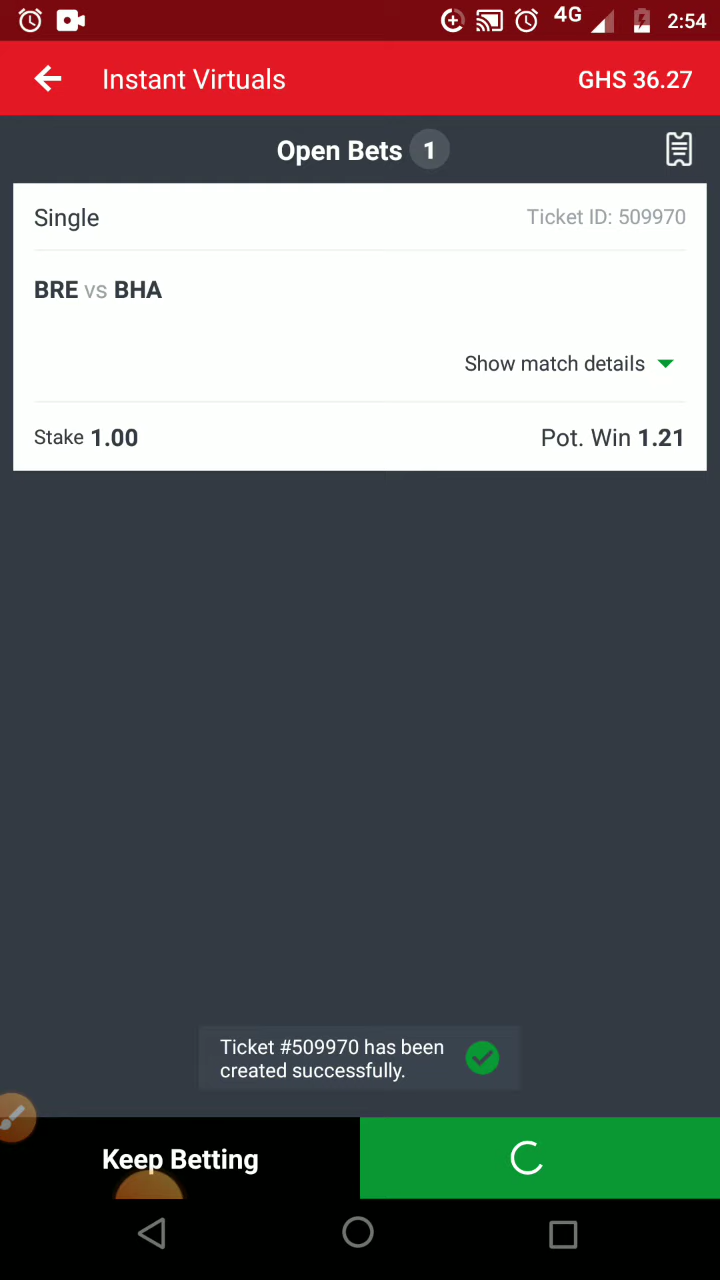 4G 2:54
Instant Virtuals GHS 36.27
Open Bets 1
Single Ticket ID: 509970
BRE vs BHA
Show match details
Stake 1.00 Pot. Win 1.21
Ticket #509970 has been
created successfully.
Keep Betting